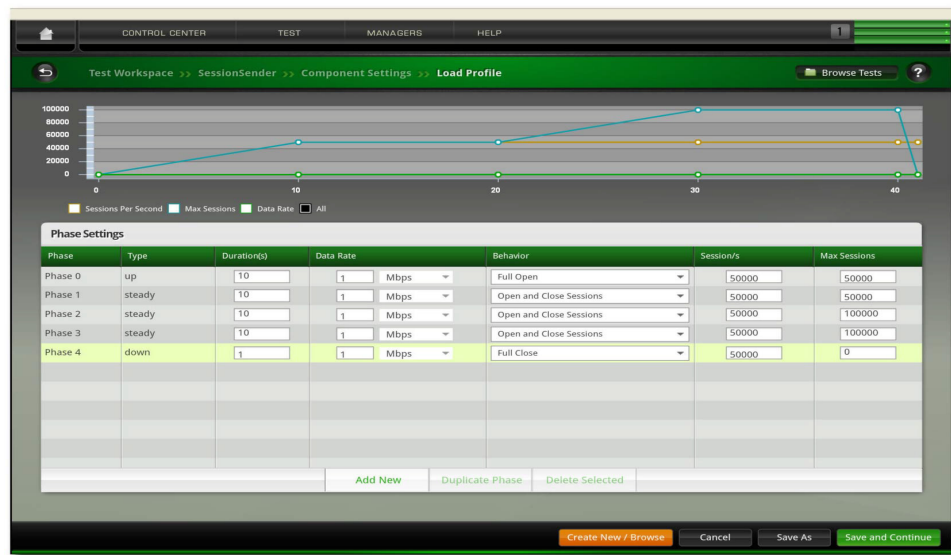 CONTROL CENTER TEST MANAGERS HELP 1
Test Workspace >> SessionSender >> Component Settings >> Load Profile Browse Tests ?
100000
80000
60000
40000
20000
0
0 10 20 30 40
Sessions Per Second Max Sessions Data Rate All
Phase Settings
Phase Type Duration(s) Data Rate Behavior Session/s Max Sessions
Phase 0 up 10 1 Mbps Full Open 50000 50000
Phase 1 steady 10 1 Mbps Open and Close Sessions 50000 50000
Phase 2 steady 10 1 Mbps Open and Close Sessions 50000 100000
Phase 3 steady 10 1 Mbps Open and Close Sessions 50000 100000
Phase 4 down 1 1 Mbps Full Close 50000 0
Add New Duplicate Phase Delete Selected
Create New / Browse Cancel Save As Save and Continue